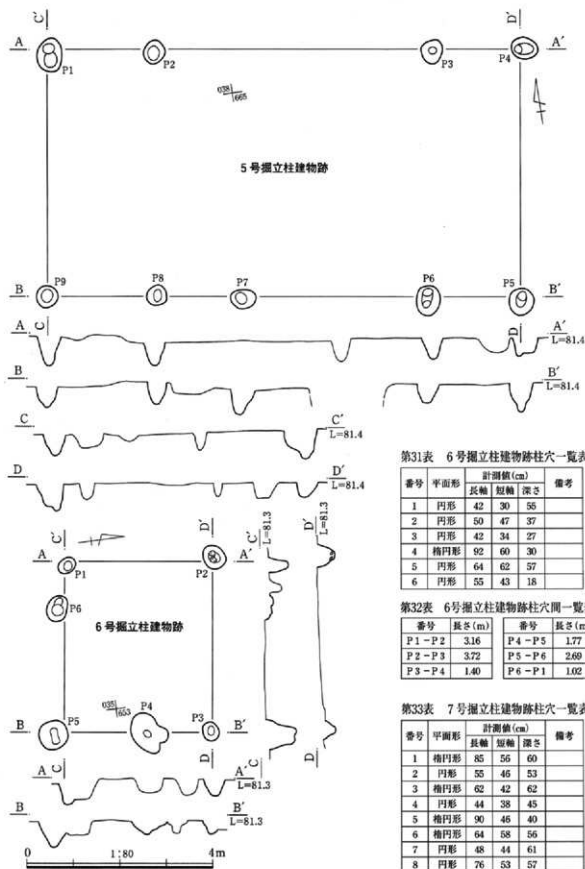 C'
D'
A
A'
P1
P2
P3
P4
038
665
5号掘立柱建物跡
P9
P8
P7
P6
P5
B
B'
C
D
A
A'
L=81.4
B
B'
L=81.4
C
C'
L=81.4
D
D'
L=81.4
C'
D'
A
A'
P1
P2
P6
6号掘立柱建物跡
035
653
P5
P4
P3
B
B'
C
D
C'
L=81.3
D'
L=81.3
C
D
A
A'
L=81.3
B
B'
L=81.3
0
1:80
4m
第31表 6号掘立柱建物跡柱穴一覧表
番号 平面形 計測値(cm) 備考
長軸 短軸 深さ
1 円形 42 30 55
2 円形 50 47 37
3 円形 42 34 27
4 楕円形 92 60 30
5 円形 64 62 57
6 円形 55 43 18
第32表 6号掘立柱建物跡柱穴間一覧
番号 長さ(m) 番号 長さ(m
P1-P2 3.16 P4-P5 1.77
P2-P3 3.72 P5-P6 2.69
P3-P4 1.40 P6-P1 1.02
第33表 7号掘立柱建物跡柱穴一覧表
番号 平面形 計測値(cm) 備考
長軸 短軸 深さ
1 楕円形 85 56 60
2 円形 55 46 53
3 楕円形 62 42 62
4 円形 44 38 45
5 楕円形 90 46 40
6 楕円形 64 58 56
7 円形 48 44 61
8 円形 76 53 57